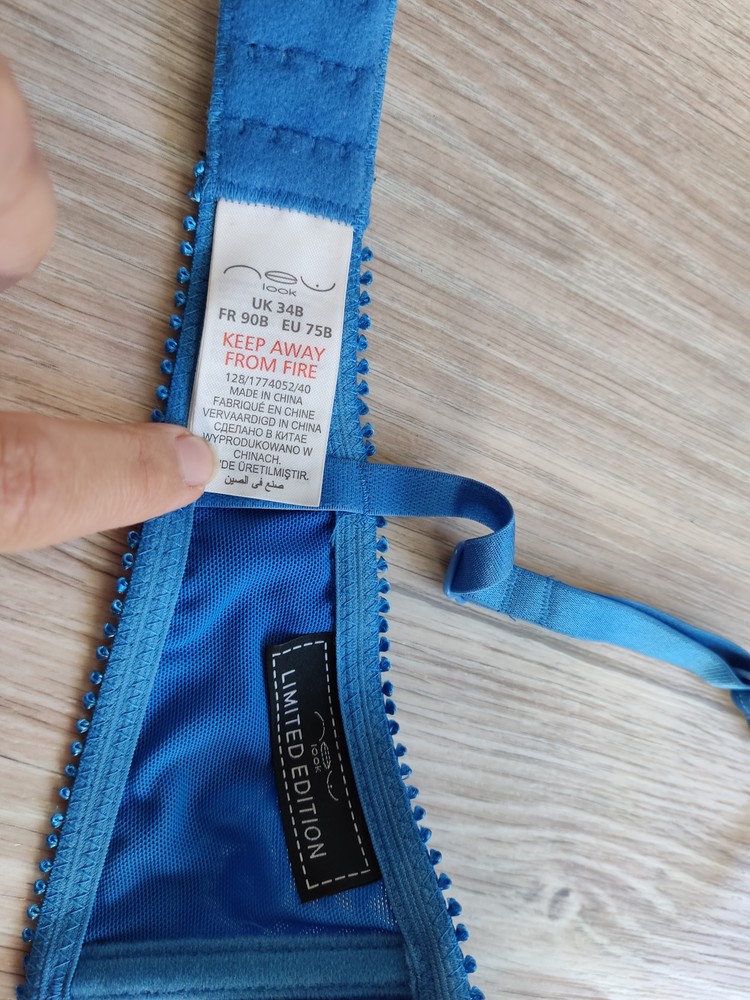 new
look
UK 34B
FR 90B EU 75B
KEEP AWAY
FROM FIRE
128/1774052/40
MADE IN CHINA
FABRIQUÉ EN CHINE
VERVAARDIGD IN CHINA
СДЕЛАНО В КИТАЕ
WYPRODUKOWANO W
CHINACH.
'DE ÜRETILMIŞTIR.
صنع في الصين
new
look
LIMITED EDITION